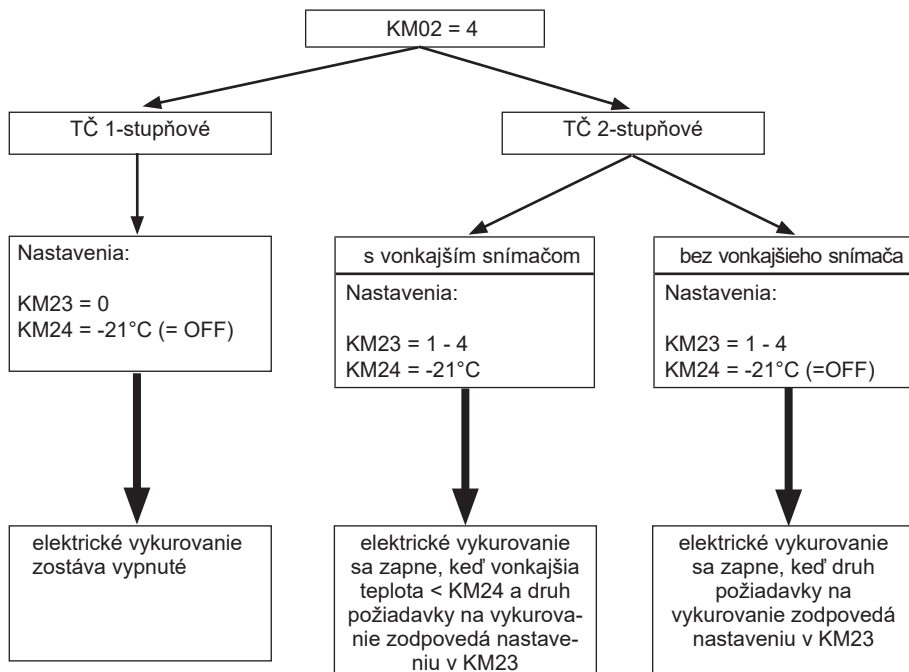 KM02 = 4
TČ 1-stupňové
TČ 2-stupňové
Nastavenia:
KM23 = 0
KM24 = -21°C (= OFF)
s vonkajším snímačom
Nastavenia:
KM23 = 1 - 4
KM24 = -21°C
bez vonkajšieho snímača
Nastavenia:
KM23 = 1 - 4
KM24 = -21°C (=OFF)
elektrické vykurovanie
zostáva vypnuté
elektrické vykurovanie
sa zapne, keď vonkajšia
teplota < KM24 a druh
požiadavky na vykurova-
nie zodpovedá nastave-
niu v KM23
elektrické vykurovanie
sa zapne, keď druh
požiadavky na
vykurovanie zodpovedá
nastaveniu v KM23